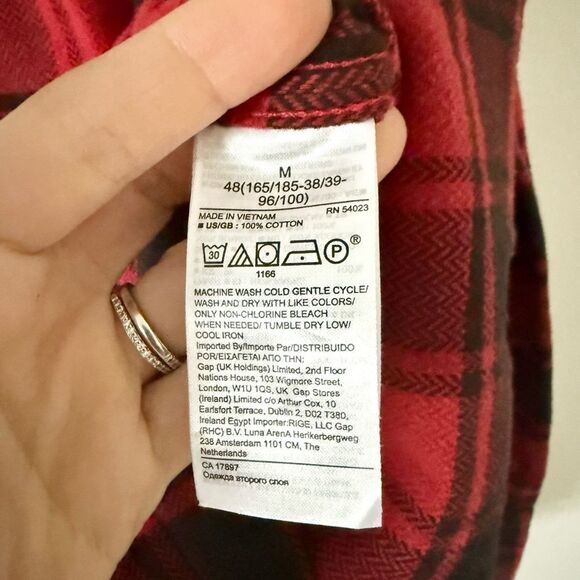 M
48(165/185-38/39-
96/100)
MADE IN VIETNAM RN 54023
■ US/GB : 100% COTTON
30 P ®
1166
MACHINE WASH COLD GENTLE CYCLE/
WASH AND DRY WITH LIKE COLORS/
ONLY NON-CHLORINE BLEACH
WHEN NEEDED/ TUMBLE DRY LOW/
COOL IRON
Imported By/Importe Par/DISTRIBUIDO
POR/ΕΙΣΑΓΕΤΑΙ ΑΠΟ ΤΗΝ:
Gap (UK Holdings) Limited, 2nd Floor
Nations House, 103 Wigmore Street,
London, W1U 1QS, UK Gap Stores
(Ireland) Limited c/o Arthur Cox, 10
Earlsfort Terrace, Dublin 2, D02 T380,
Ireland Egypt Importer:RIGE, LLC Gap
(RHC) B.V. Luna ArenA Herikerbergweg
238 Amsterdam 1101 CM, The
Netherlands
CA 17897
Одежда второго слоя